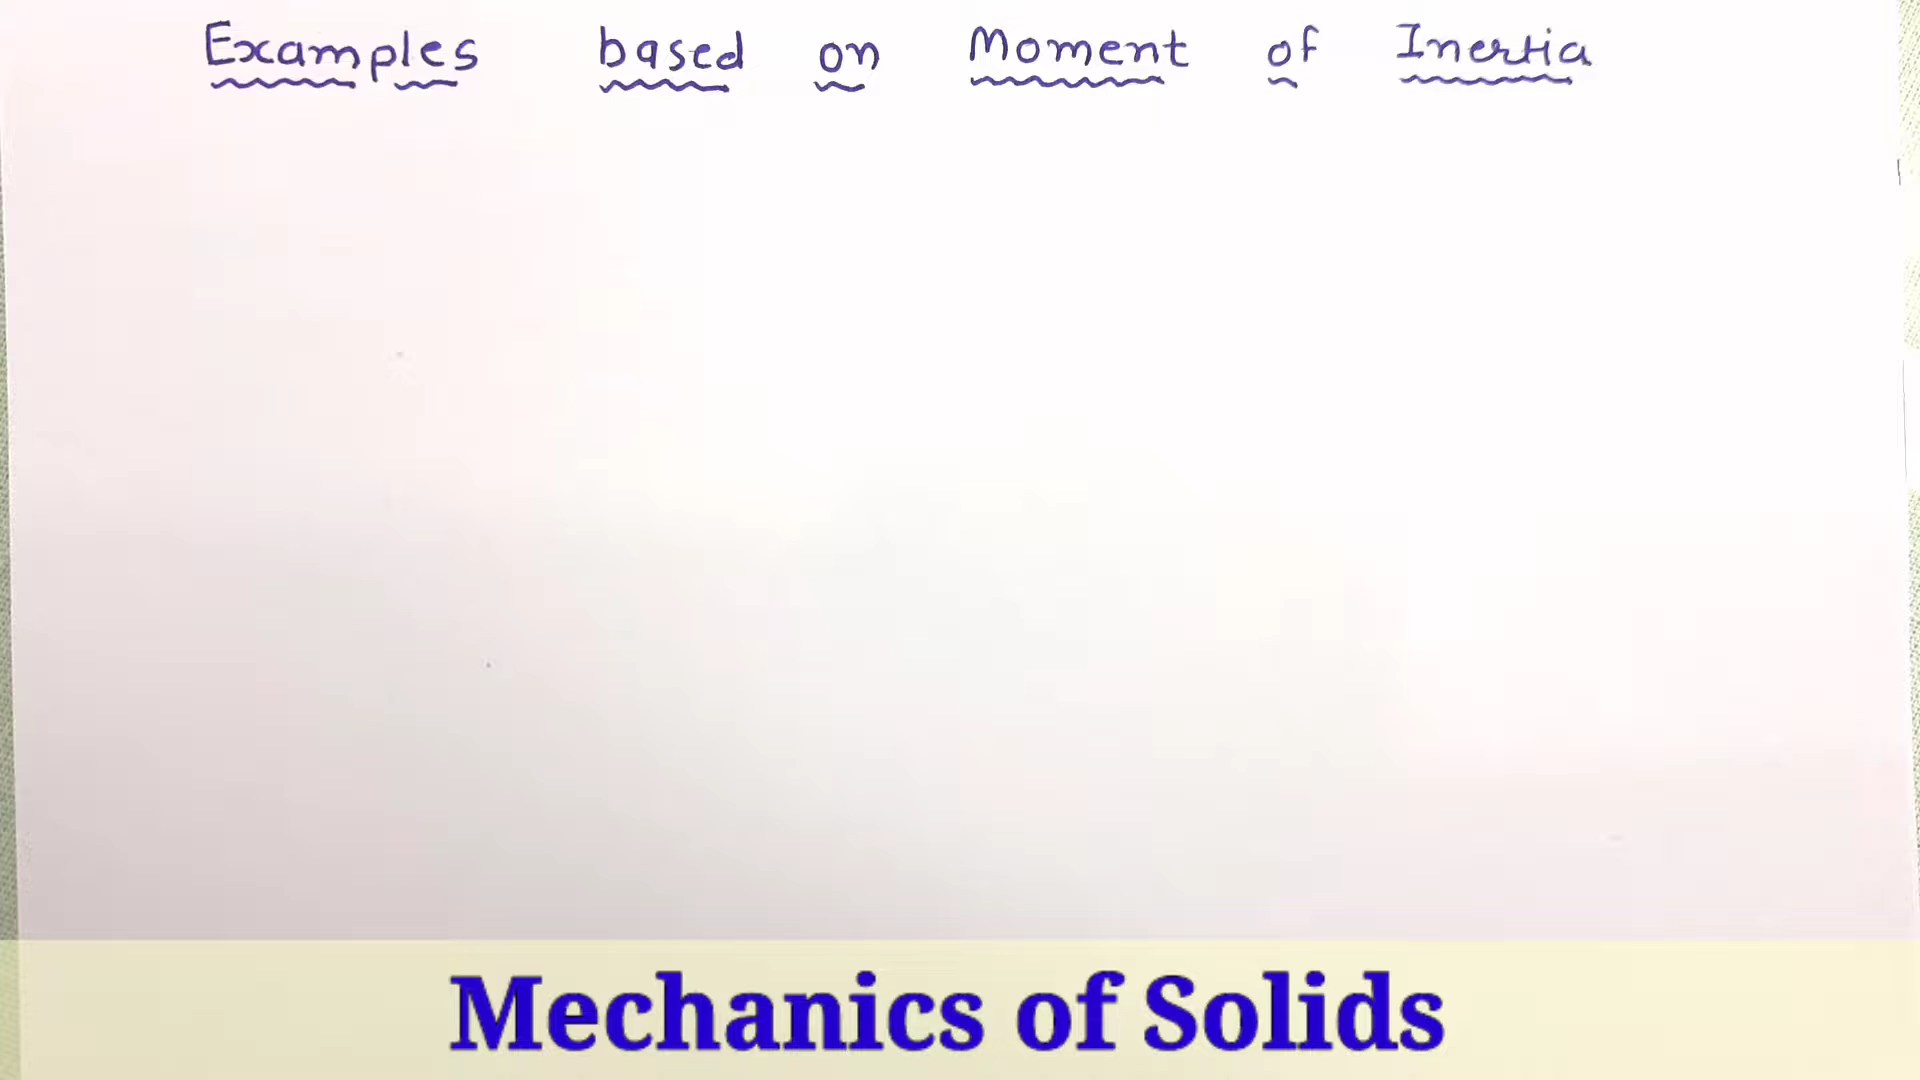 Examples based on Moment of Inertia
Mechanics of Solids